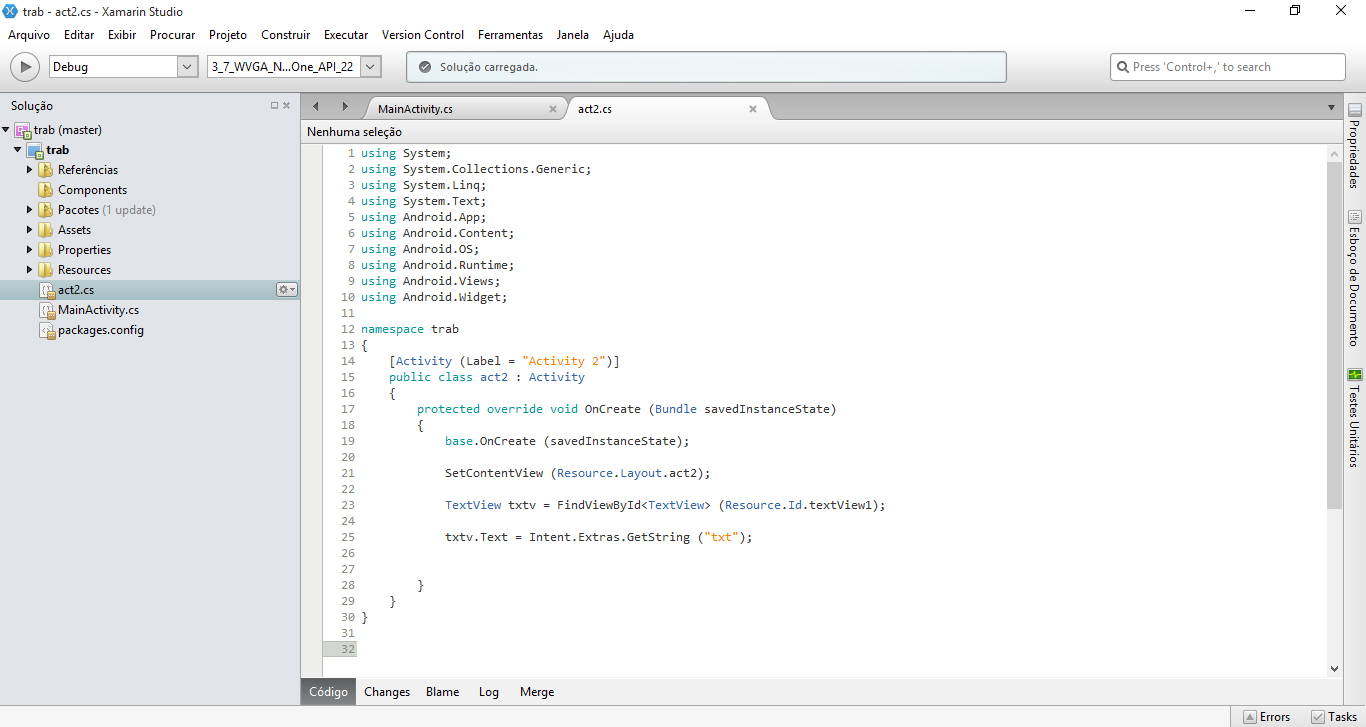 trab - act2.cs - Xamarin Studio
Arquivo Editar Exibir Procurar Projeto Construir Executar Version Control Ferramentas Janela Ajuda
Debug 3_7_WVGA_N...One_API_22 Solução carregada. Press 'Control+,' to search
Solução
trab (master)
trab
Referências
Components
Pacotes (1 update)
Assets
Properties
Resources
act2.cs
MainActivity.cs
packages.config
MainActivity.cs act2.cs
Nenhuma seleção
1 using System;
2 using System.Collections.Generic;
3 using System.Linq;
4 using System.Text;
5 using Android.App;
6 using Android.Content;
7 using Android.OS;
8 using Android.Runtime;
9 using Android.Views;
10 using Android.Widget;
11
12 namespace trab
13 {
14 [Activity (Label = "Activity 2")]
15 public class act2 : Activity
16 {
17 protected override void OnCreate (Bundle savedInstanceState)
18 {
19 base.OnCreate (savedInstanceState);
20
21 SetContentView (Resource.Layout.act2);
22
23 TextView txtv = FindViewById<TextView> (Resource.Id.textView1);
24
25 txtv.Text = Intent.Extras.GetString ("txt");
26
27
28 }
29 }
30 }
31
32
Código Changes Blame Log Merge
Propriedades
Esboço de Documento
Testes Unitários
Errors Tasks